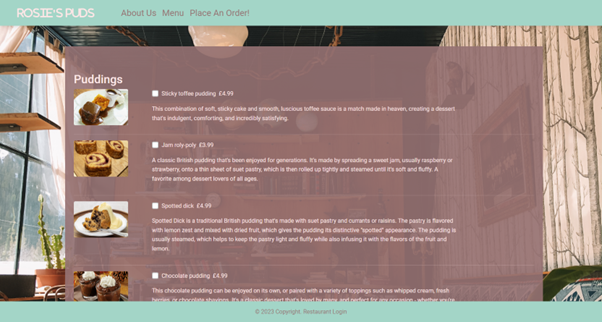 ROSIE'S PUDS
About Us Menu Place An Order!
Puddings
Sticky toffee pudding £4.99
This combination of soft, sticky cake and smooth, luscious toffee sauce is a match made in heaven, creating a dessert
that's indulgent, comforting, and incredibly satisfying.
Jam roly-poly £3.99
A classic British pudding that's been enjoyed for generations. It's made by spreading a sweet jam, usually raspberry or
strawberry, onto a thin sheet of suet pastry, which is then rolled up tightly and steamed until it's soft and fluffy. A
favorite among dessert lovers of all ages.
Spotted dick £4.99
Spotted Dick is a traditional British pudding that's made with suet pastry and currants or raisins. The pastry is flavored
with lemon zest and mixed with dried fruit, which gives the pudding its distinctive "spotted" appearance. The pudding
is usually steamed, which helps to keep the pastry light and fluffy while also infusing it with the flavors of the fruit and
lemon.
Chocolate pudding £4.99
This chocolate pudding can be enjoyed on its own, or paired with a variety of toppings such as whipped cream, fresh
berries, or chocolate shavings. It's a classic dessert that's loved by many, and perfect for any occasion - whether you're
© 2023 Copyright: Restaurant Login